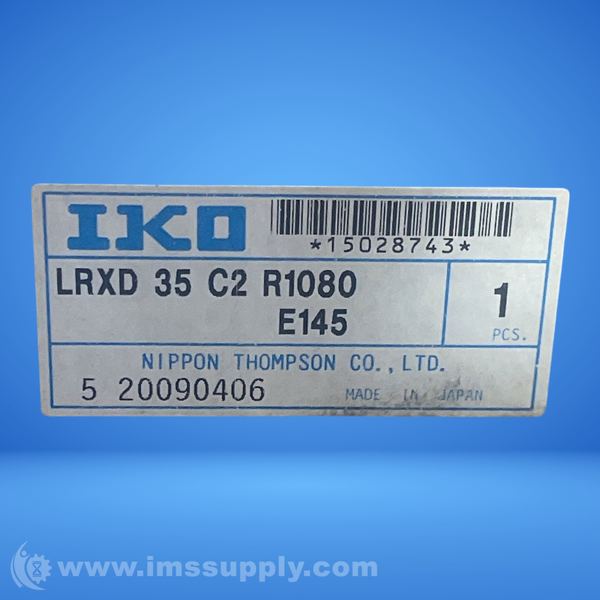 IKO
*15028743*
LRXD 35 C2 R1080
E145
1
PCS.
NIPPON THOMPSON CO., LTD.
5 20090406
MADE IN JAPAN
www.imssupply.com